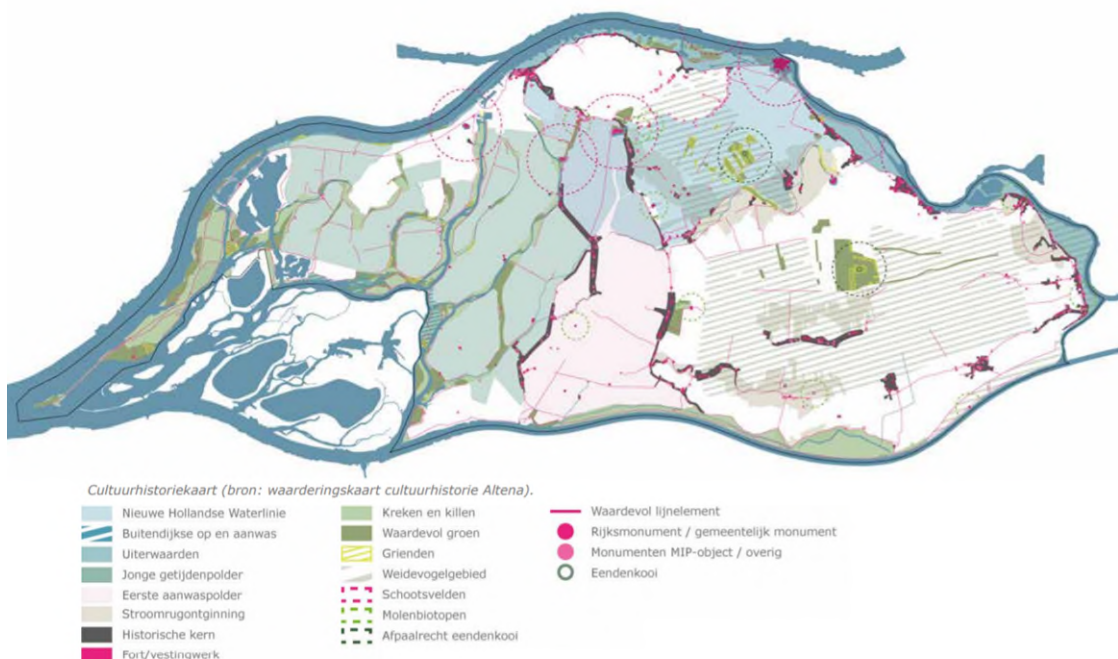 Cultuurhistoriekaart (bron: waarderingskaart cultuurhistorie Altena).
Nieuwe Hollandse Waterlinie
Buitendijkse op en aanwas
Uiterwaarden
Jonge getijdenpolder
Eerste aanwaspolder
Stroomrugontginning
Historische kern
Fort/vestingwerk
Kreken en killen
Waardevol groen
Grienden
Weidevogelgebied
Schootsvelden
Molenbiotopen
Afpaalrecht eendenkooi
Waardevol lijnelement
Rijksmonument / gemeentelijk monument
Monumenten MIP-object / overig
Eendenkooi